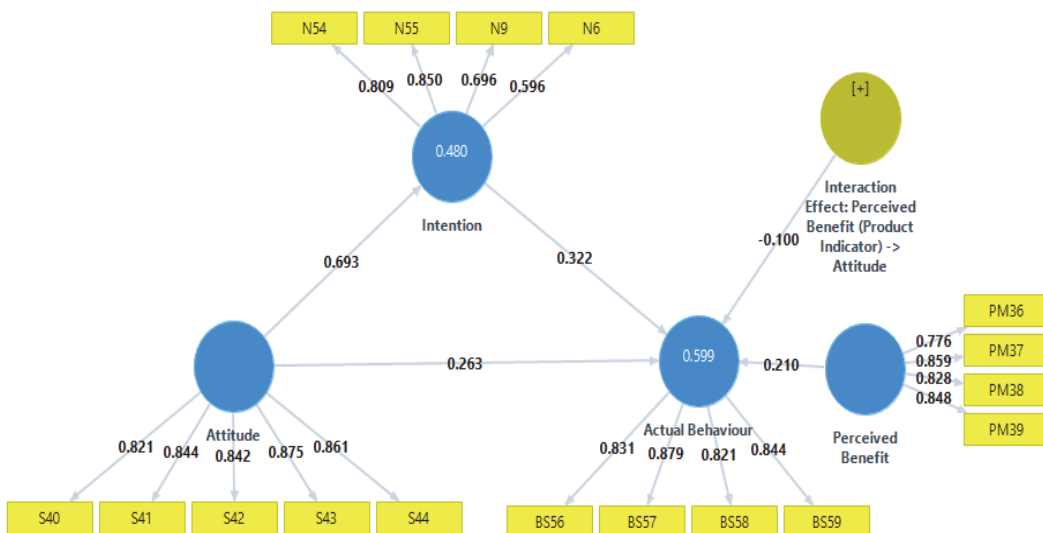 N54
N55
N9
N6
0.809
0.850
0.696
0.596
0.480
Intention
[+]
Interaction
Effect: Perceived
Benefit (Product
Indicator) ->
Attitude
-0.100
0.693
0.322
0.263
0.599
0.210
Attitude
Actual Behaviour
Perceived
Benefit
PM36
PM37
PM38
PM39
0.776
0.859
0.828
0.848
0.821
0.844
0.842
0.875
0.861
S40
S41
S42
S43
S44
0.831
0.879
0.821
0.844
BS56
BS57
BS58
BS59